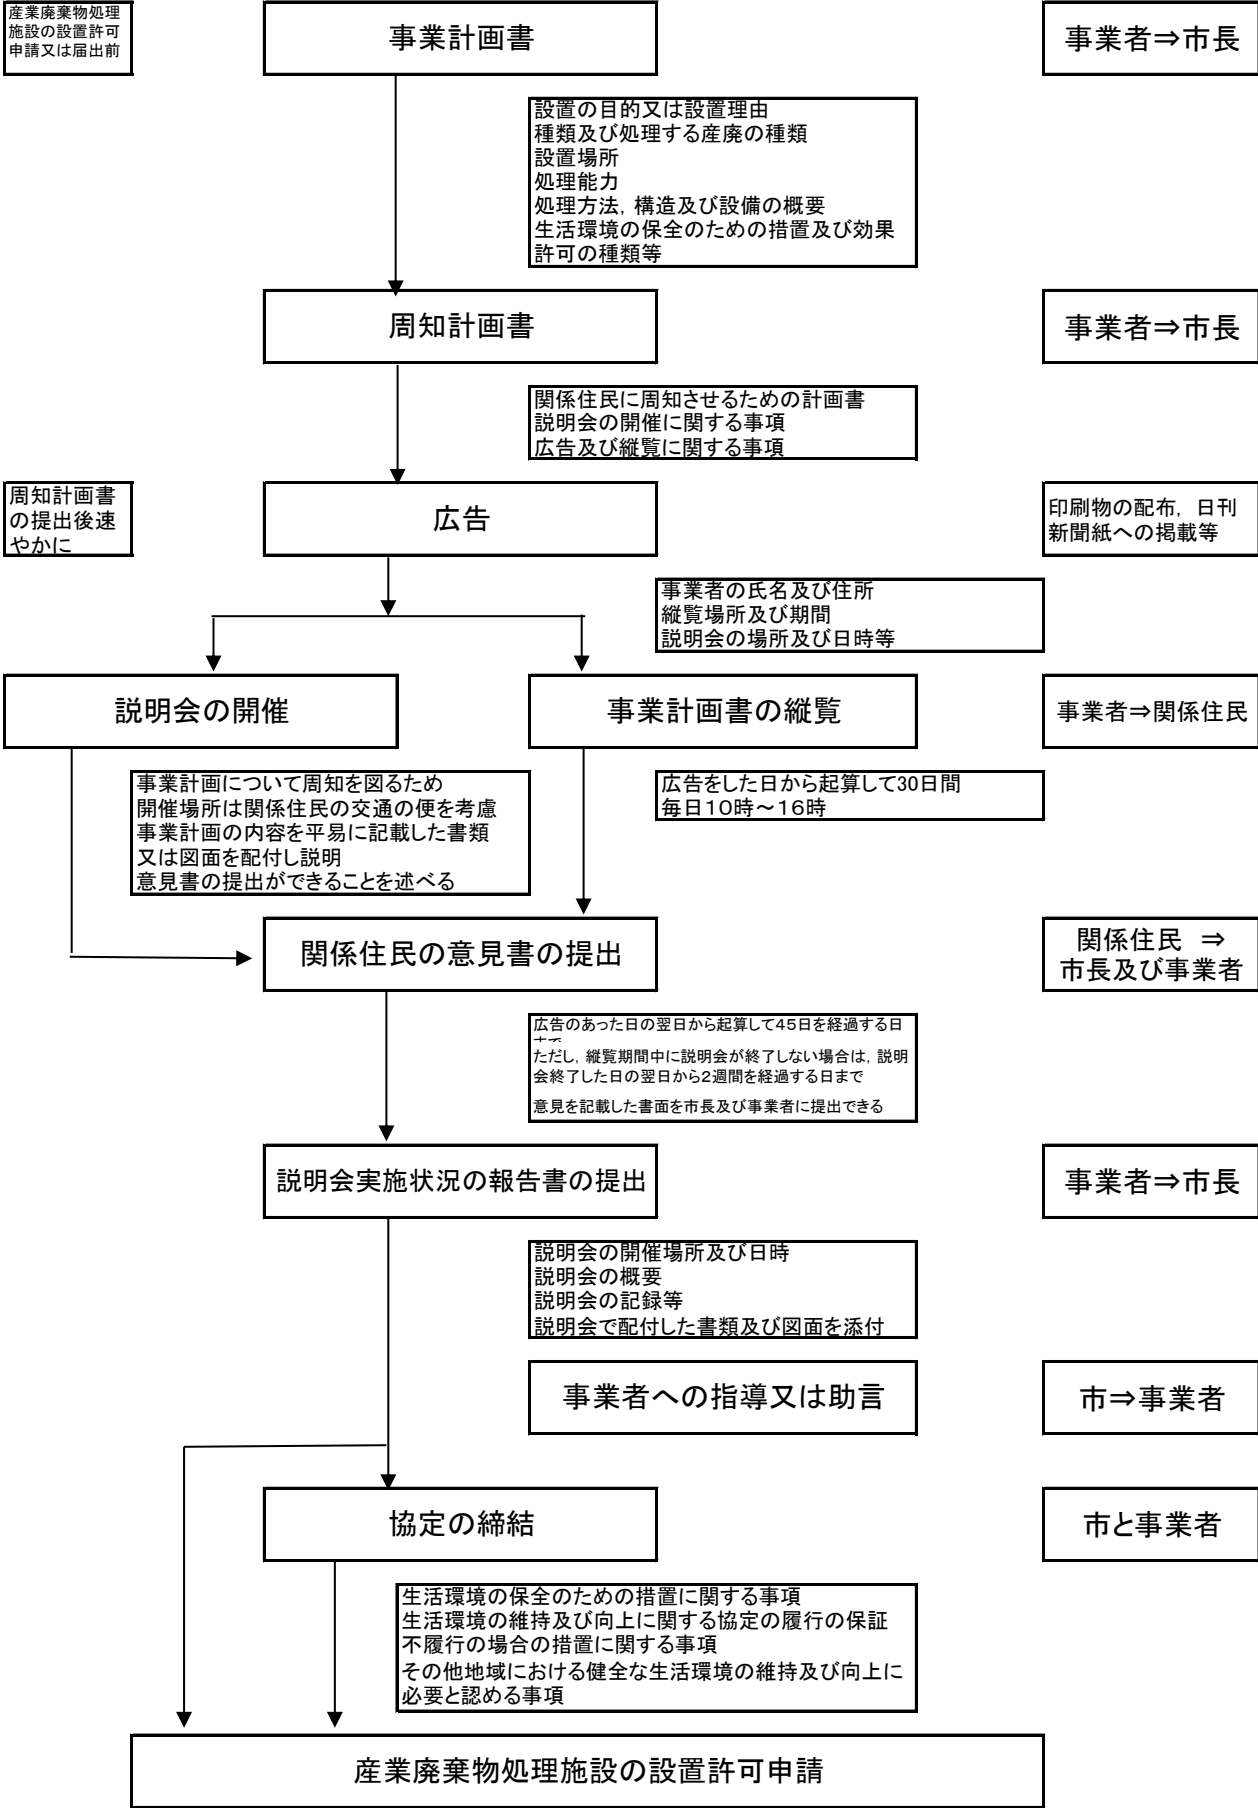 産業廃棄物処理
施設の設置許可
申請又は届出前
事業計画書
事業者⇒市長
設置の目的又は設置理由
種類及び処理する産廃の種類
設置場所
処理能力
処理方法，構造及び設備の概要
生活環境の保全のための措置及び効果
許可の種類等
周知計画書
事業者⇒市長
関係住民に周知させるための計画書
説明会の開催に関する事項
広告及び縦覧に関する事項
周知計画書
の提出後速
やかに
広告
印刷物の配布，日刊
新聞紙への掲載等
事業者の氏名及び住所
縦覧場所及び期間
説明会の場所及び日時等
説明会の開催
事業計画書の縦覧
事業者⇒関係住民
事業計画について周知を図るため
開催場所は関係住民の交通の便を考慮
事業計画の内容を平易に記載した書類
又は図面を配付し説明
意見書の提出ができることを述べる
広告をした日から起算して30日間
毎日１０時～１６時
関係住民の意見書の提出
関係住民　⇒
市長及び事業者
広告のあった日の翌日から起算して４５日を経過する日
ただし，縦覧期間中に説明会が終了しない場合は，説明
会終了した日の翌日から２週間を経過する日まで
意見を記載した書面を市長及び事業者に提出できる
説明会実施状況の報告書の提出
事業者⇒市長
説明会の開催場所及び日時
説明会の概要
説明会の記録等
説明会で配付した書類及び図面を添付
事業者への指導又は助言
市⇒事業者
協定の締結
市と事業者
生活環境の保全のための措置に関する事項
生活環境の維持及び向上に関する協定の履行の保証
不履行の場合の措置に関する事項
その他地域における健全な生活環境の維持及び向上に
必要と認める事項
産業廃棄物処理施設の設置許可申請